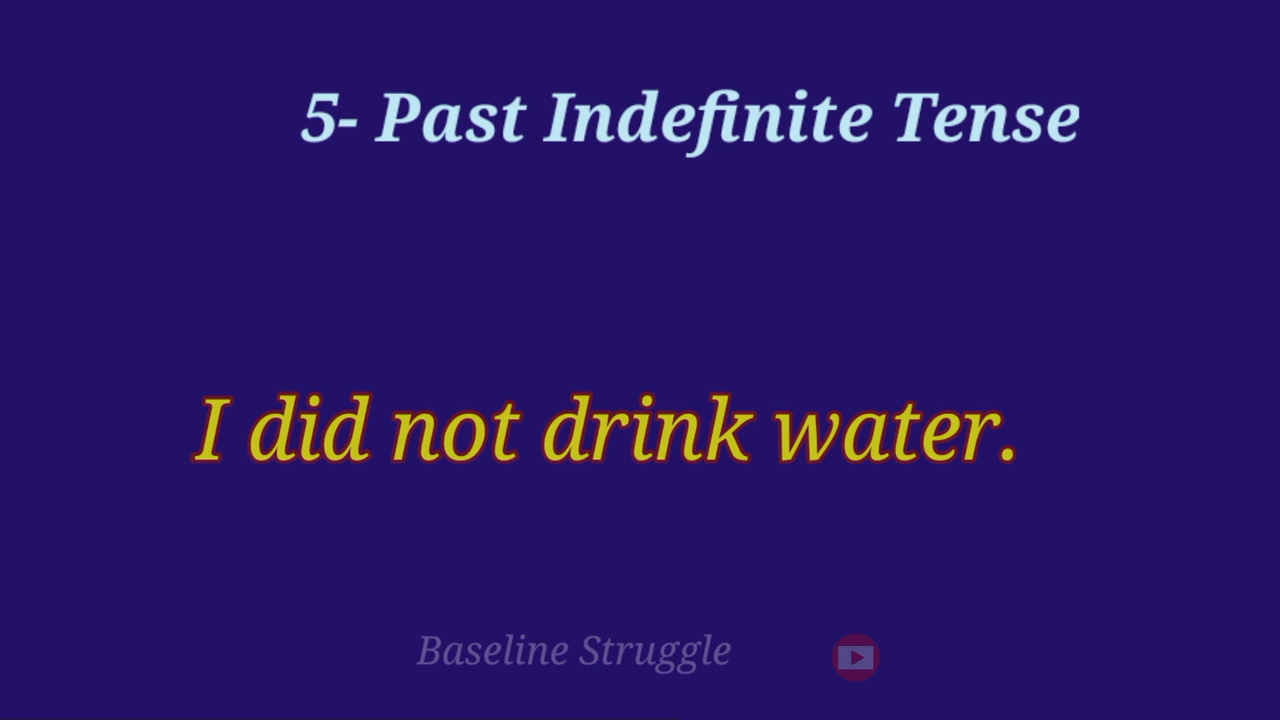 5- Past Indefinite Tense
I did not drink water.
Baseline Struggle